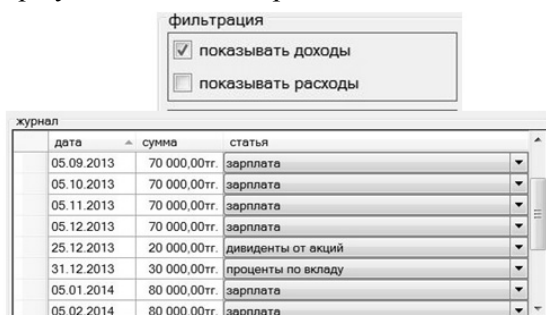 фильтрация
показывать доходы
показывать расходы
журнал
дата сумма статья
05.09.2013 70 000,00тг. зарплата
05.10.2013 70 000,00тг. зарплата
05.11.2013 70 000,00тг. зарплата
05.12.2013 70 000,00тг. зарплата
25.12.2013 20 000,00тг. дивиденты от акций
31.12.2013 30 000,00тг. проценты по вкладу
05.01.2014 80 000,00тг. зарплата
05.02.2014 80 000,00тг. зарплата